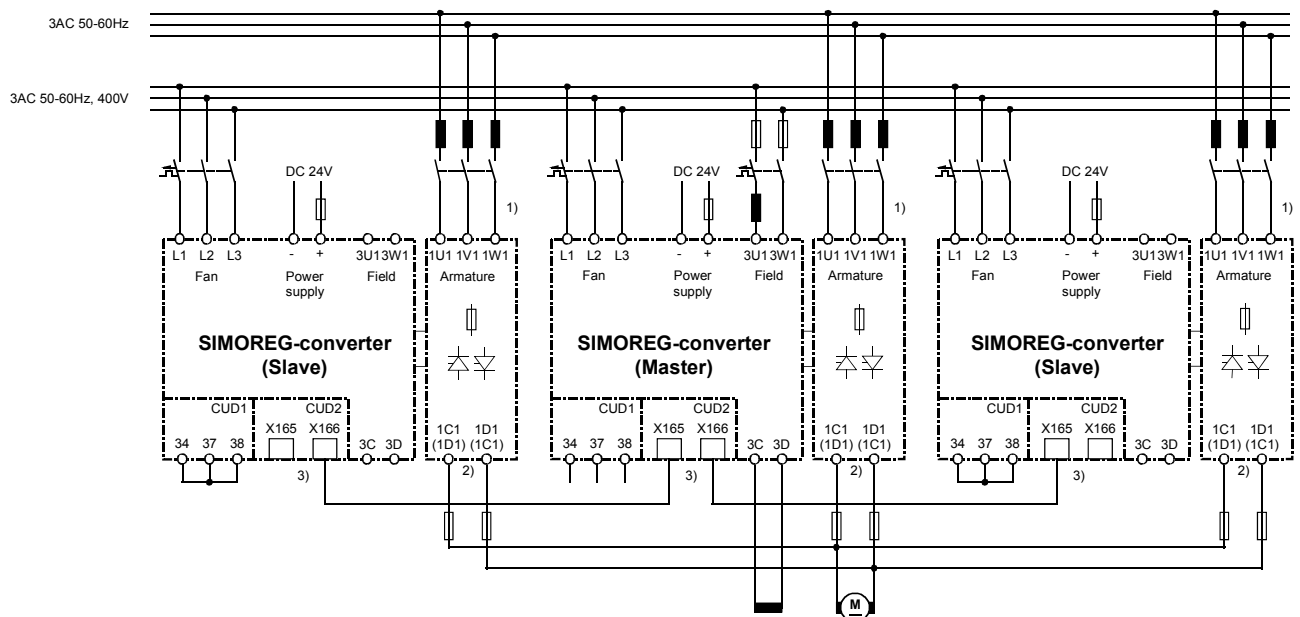 3AC 50-60Hz
3AC 50-60Hz, 400V
DC 24V DC 24V DC 24V
1) 1) 1)
L1 L2 L3 - + 3U1 3W1 1U1 1V1 1W1 L1 L2 L3 - + 3U1 3W1 1U1 1V1 1W1 L1 L2 L3 - + 3U1 3W1 1U1 1V1 1W1
Fan Power supply Field Armature Fan Power supply Field Armature Fan Power supply Field Armature
SIMOREG-converter (Slave)
SIMOREG-converter (Master)
SIMOREG-converter (Slave)
CUD1 CUD2 CUD1 CUD2 CUD1 CUD2
34 37 38 X165 X166 3C 3D 1C1 (1D1) 1D1 (1C1)
34 37 38 X165 X166 3C 3D 1C1 (1D1) 1D1 (1C1)
34 37 38 X165 X166 3C 3D 1C1 (1D1) 1D1 (1C1)
3) 2) 3) 2) 3) 2)
M